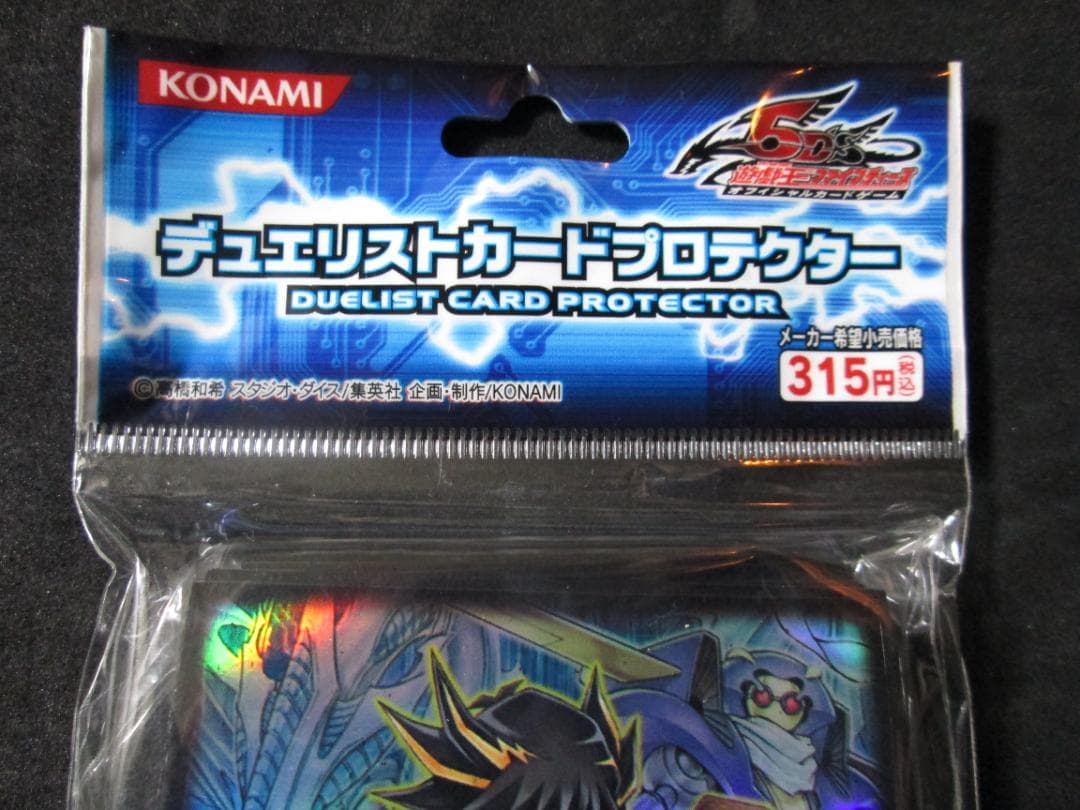 KONAMI
5D's
遊戯王ファイブディーズ
オフィシャルカードゲーム
デュエリストカードプロテクター
DUELIST CARD PROTECTOR
メーカー希望小売価格
315円(税込)
©高橋和希 スタジオ・ダイス/集英社 企画・制作/KONAMI